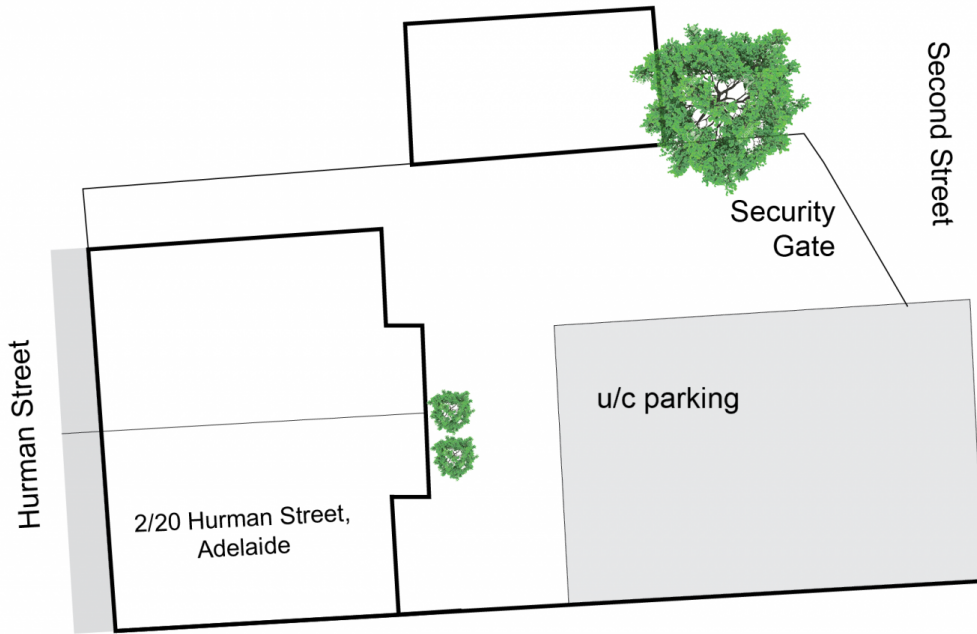 Second Street
Security
Gate
Hurman Street
u/c parking
2/20 Hurman Street,
Adelaide